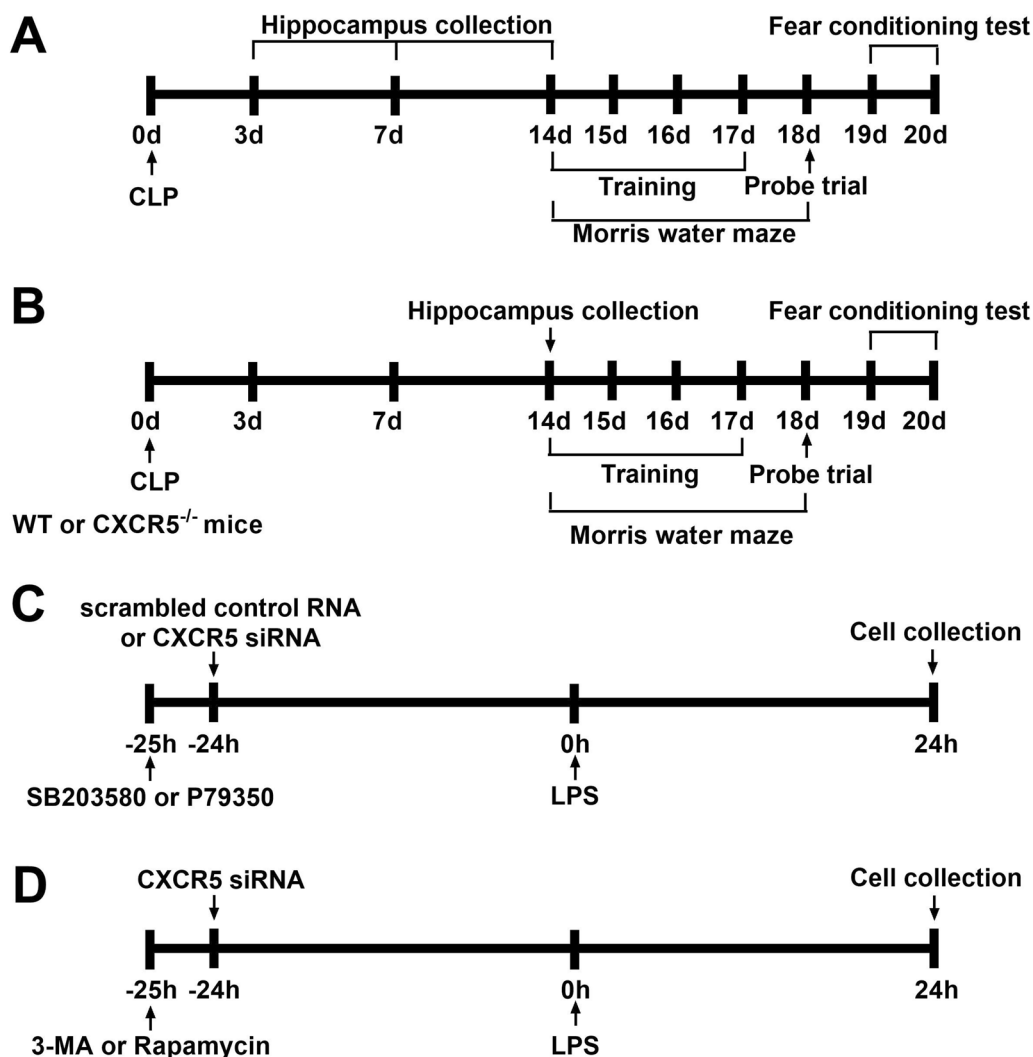 A
Hippocampus collection
Fear conditioning test
0d 3d 7d 14d 15d 16d 17d 18d 19d 20d
CLP
Training
Probe trial
Morris water maze
B
Hippocampus collection
Fear conditioning test
0d 3d 7d 14d 15d 16d 17d 18d 19d 20d
CLP
Training
Probe trial
WT or CXCR5-/- mice
Morris water maze
C
scrambled control RNA
or CXCR5 siRNA
Cell collection
-25h -24h 0h 24h
SB203580 or P79350
LPS
D
CXCR5 siRNA
Cell collection
-25h -24h 0h 24h
3-MA or Rapamycin
LPS